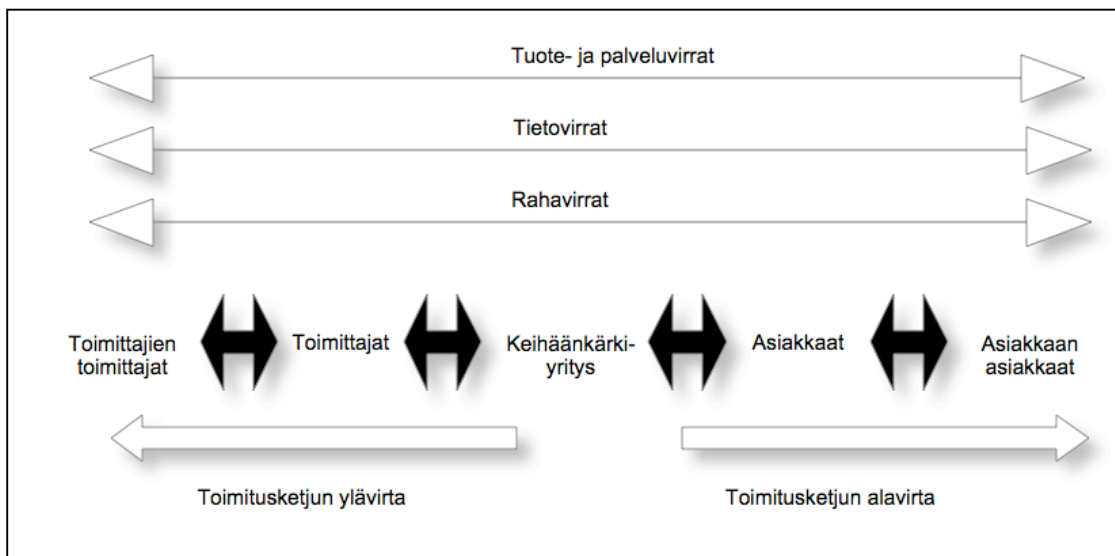 Tuote- ja palveluvirrat
Tietovirrat
Rahavirrat
Toimittajien
toimittajat
Toimittajat
Keihäänkärki-
yritys
Asiakkaat
Asiakkaan
asiakkaat
Toimitusketjun ylävirta
Toimitusketjun alavirta